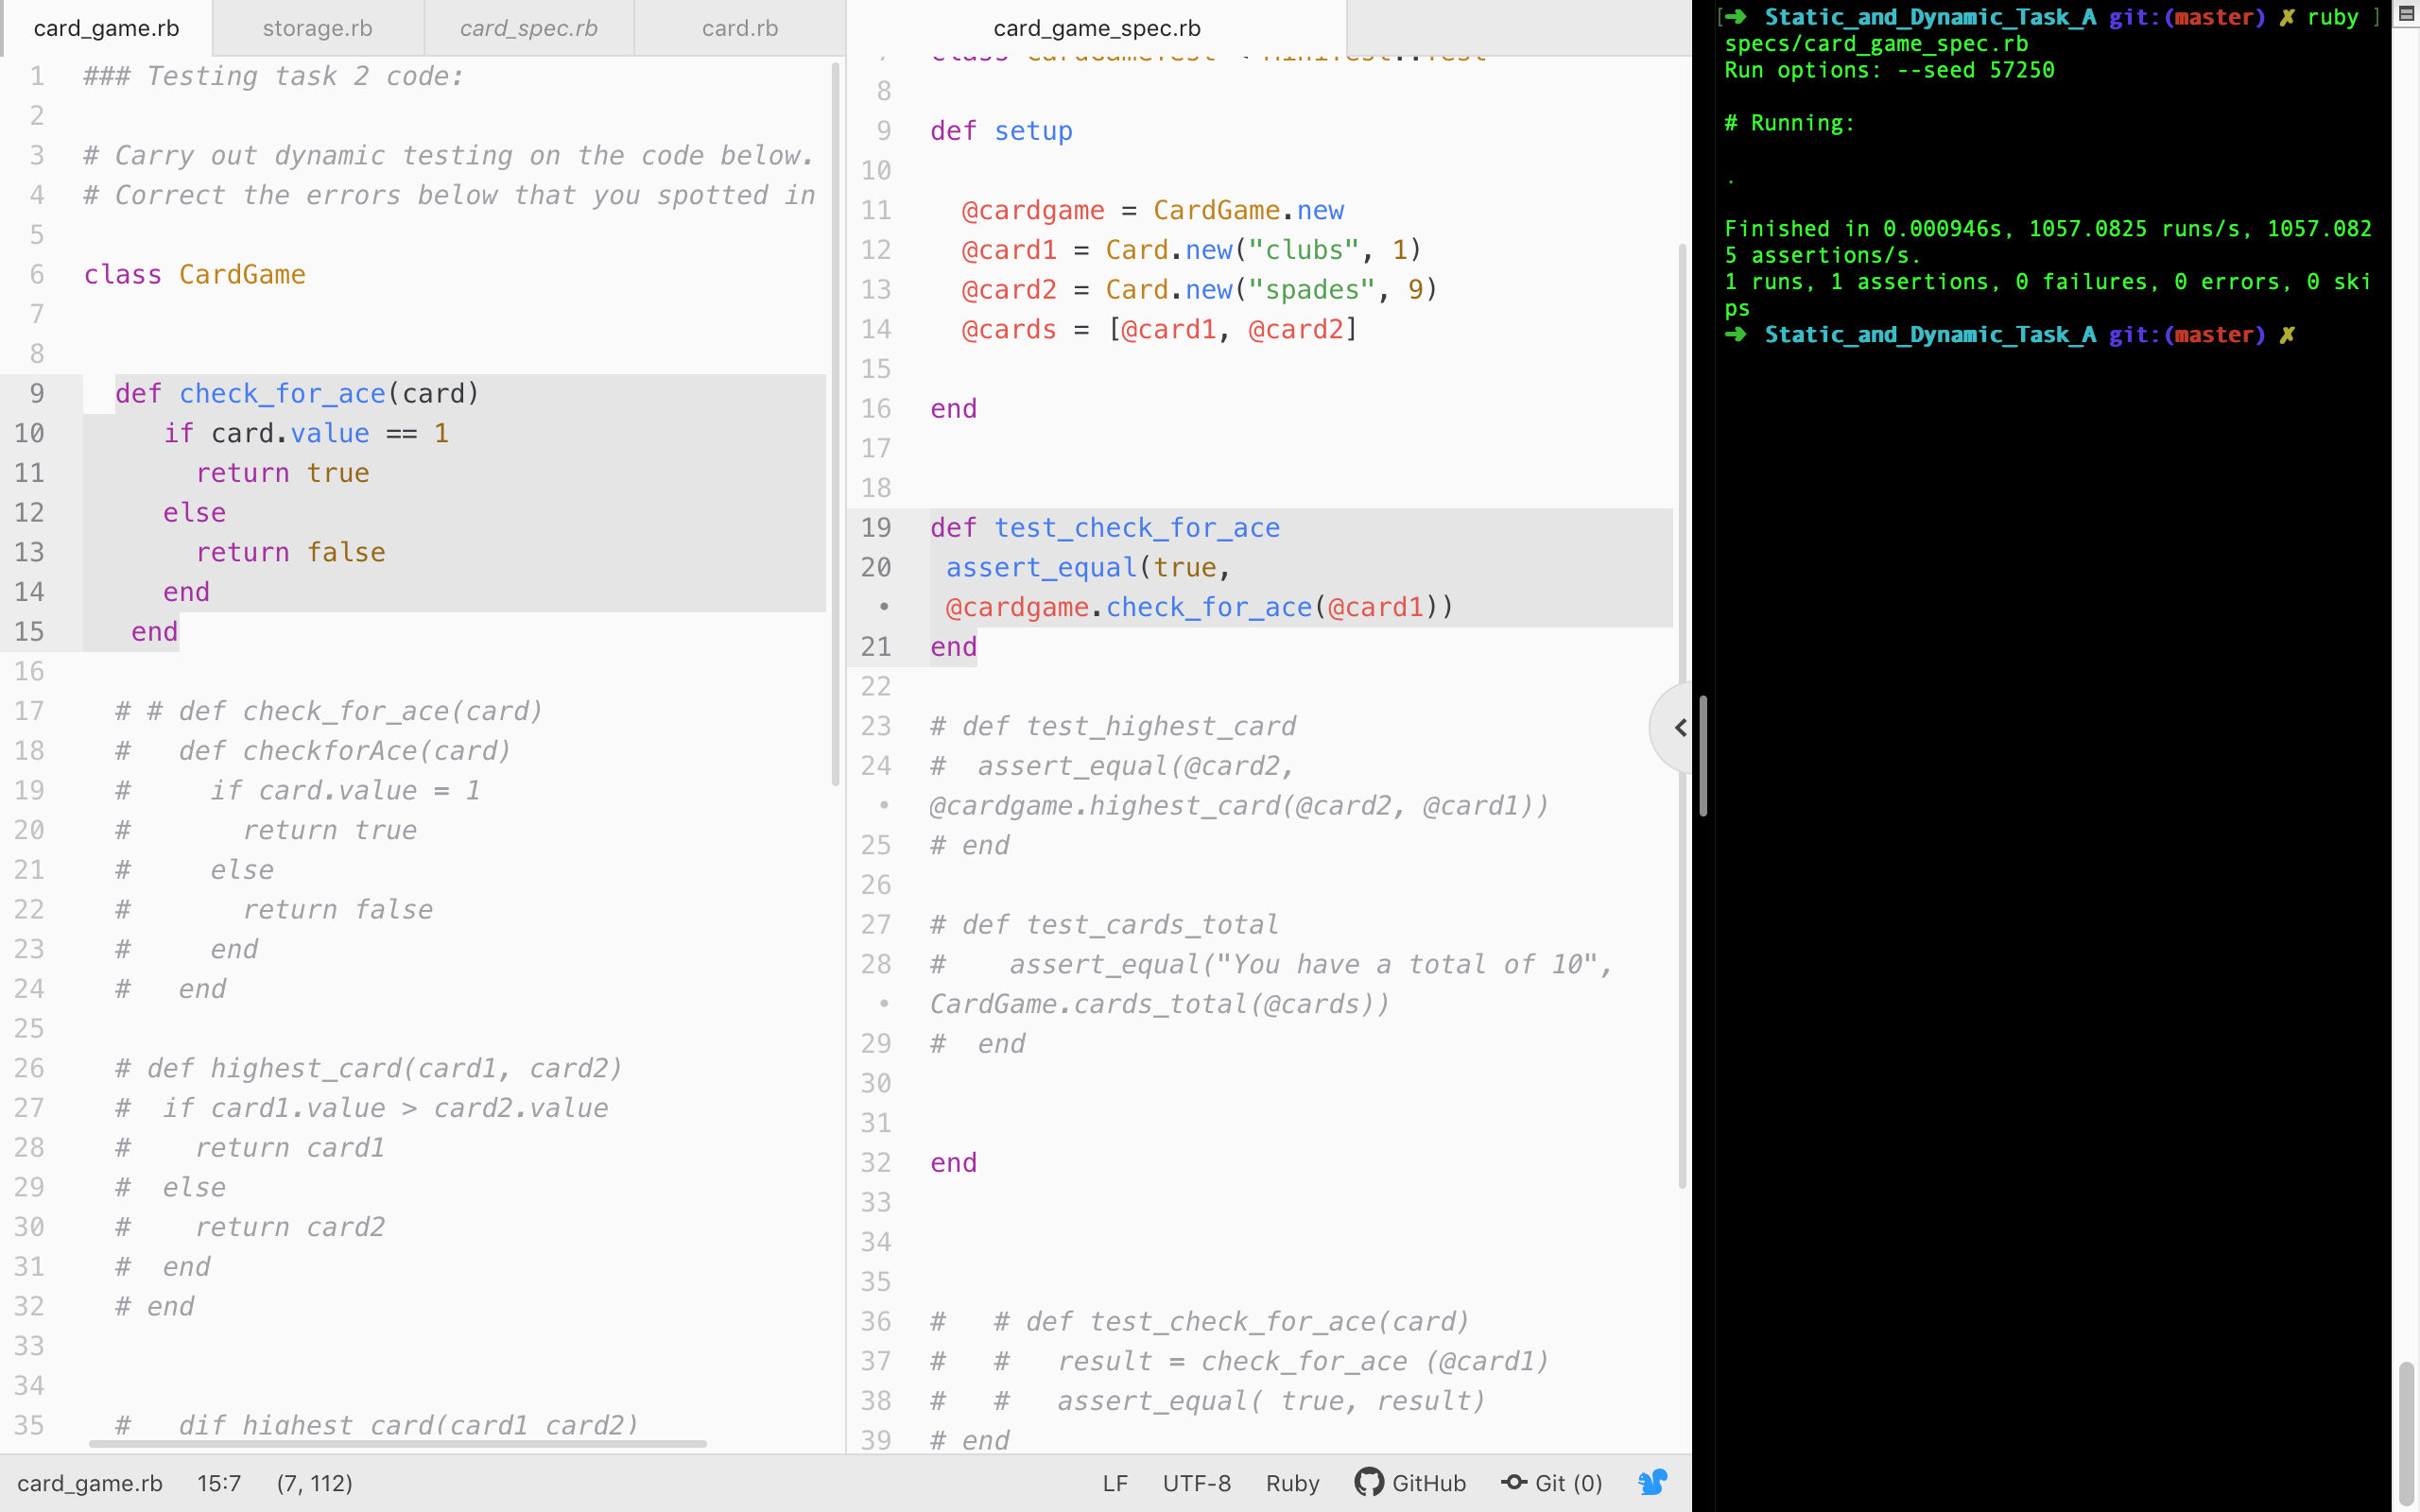 card_game.rb
storage.rb
card_spec.rb
card.rb
1 ### Testing task 2 code:
2
3 # Carry out dynamic testing on the code below.
4 # Correct the errors below that you spotted in
5
6 class CardGame
7
8
9 def check_for_ace(card)
10 if card.value == 1
11 return true
12 else
13 return false
14 end
15 end
16
17 # # def check_for_ace(card)
18 # def checkforAce(card)
19 # if card.value = 1
20 # return true
21 # else
22 # return false
23 # end
24 # end
25
26 # def highest_card(card1, card2)
27 # if card1.value > card2.value
28 # return card1
29 # else
30 # return card2
31 # end
32 # end
33
34
35 # dif highest card(card1 card2)
card_game_spec.rb
7 class CardGameTest < MiniTest::Test
8
9 def setup
10
11 @cardgame = CardGame.new
12 @card1 = Card.new("clubs", 1)
13 @card2 = Card.new("spades", 9)
14 @cards = [@card1, @card2]
15
16 end
17
18
19 def test_check_for_ace
20 assert_equal(true,
• @cardgame.check_for_ace(@card1))
21 end
22
23 # def test_highest_card
24 # assert_equal(@card2,
• @cardgame.highest_card(@card2, @card1))
25 # end
26
27 # def test_cards_total
28 # assert_equal("You have a total of 10",
• CardGame.cards_total(@cards))
29 # end
30
31
32 end
33
34
35
36 # # def test_check_for_ace(card)
37 # # result = check_for_ace (@card1)
38 # # assert_equal( true, result)
39 # end
[➜ Static_and_Dynamic_Task_A git:(master) ✗ ruby ]
specs/card_game_spec.rb
Run options: --seed 57250
# Running:
.
Finished in 0.000946s, 1057.0825 runs/s, 1057.082
5 assertions/s.
1 runs, 1 assertions, 0 failures, 0 errors, 0 ski
ps
➜ Static_and_Dynamic_Task_A git:(master) ✗
card_game.rb 15:7 (7, 112)
LF UTF-8 Ruby GitHub Git (0)